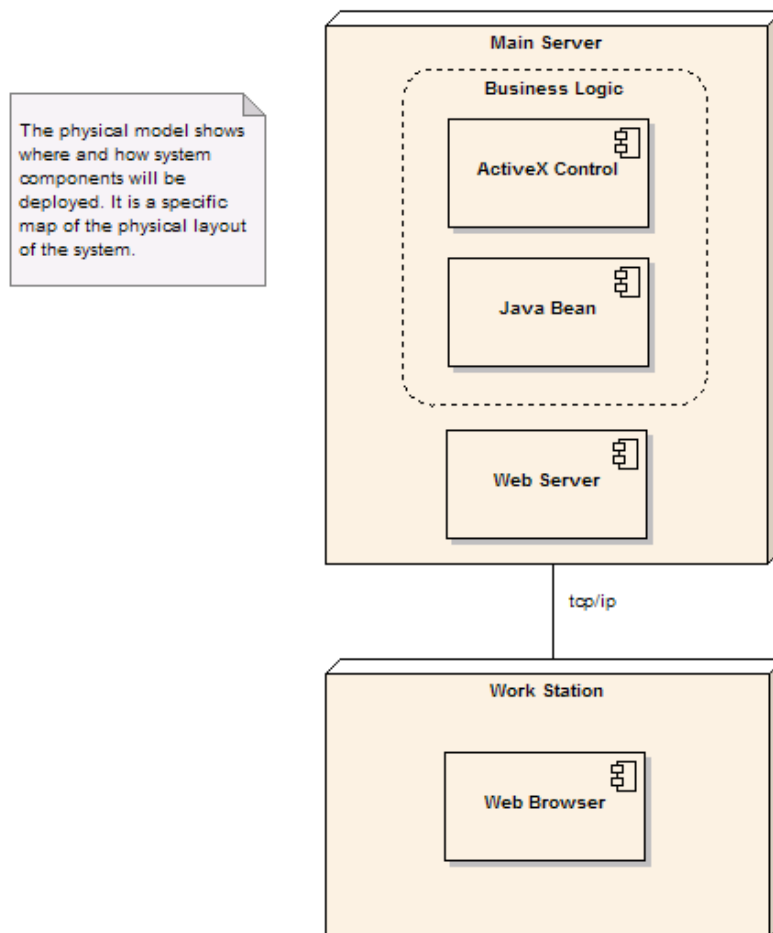 Main Server
Business Logic
The physical model shows
where and how system
components will be
deployed. It is a specific
map of the physical layout
of the system.
ActiveX Control
Java Bean
Web Server
tcp/ip
Work Station
Web Browser